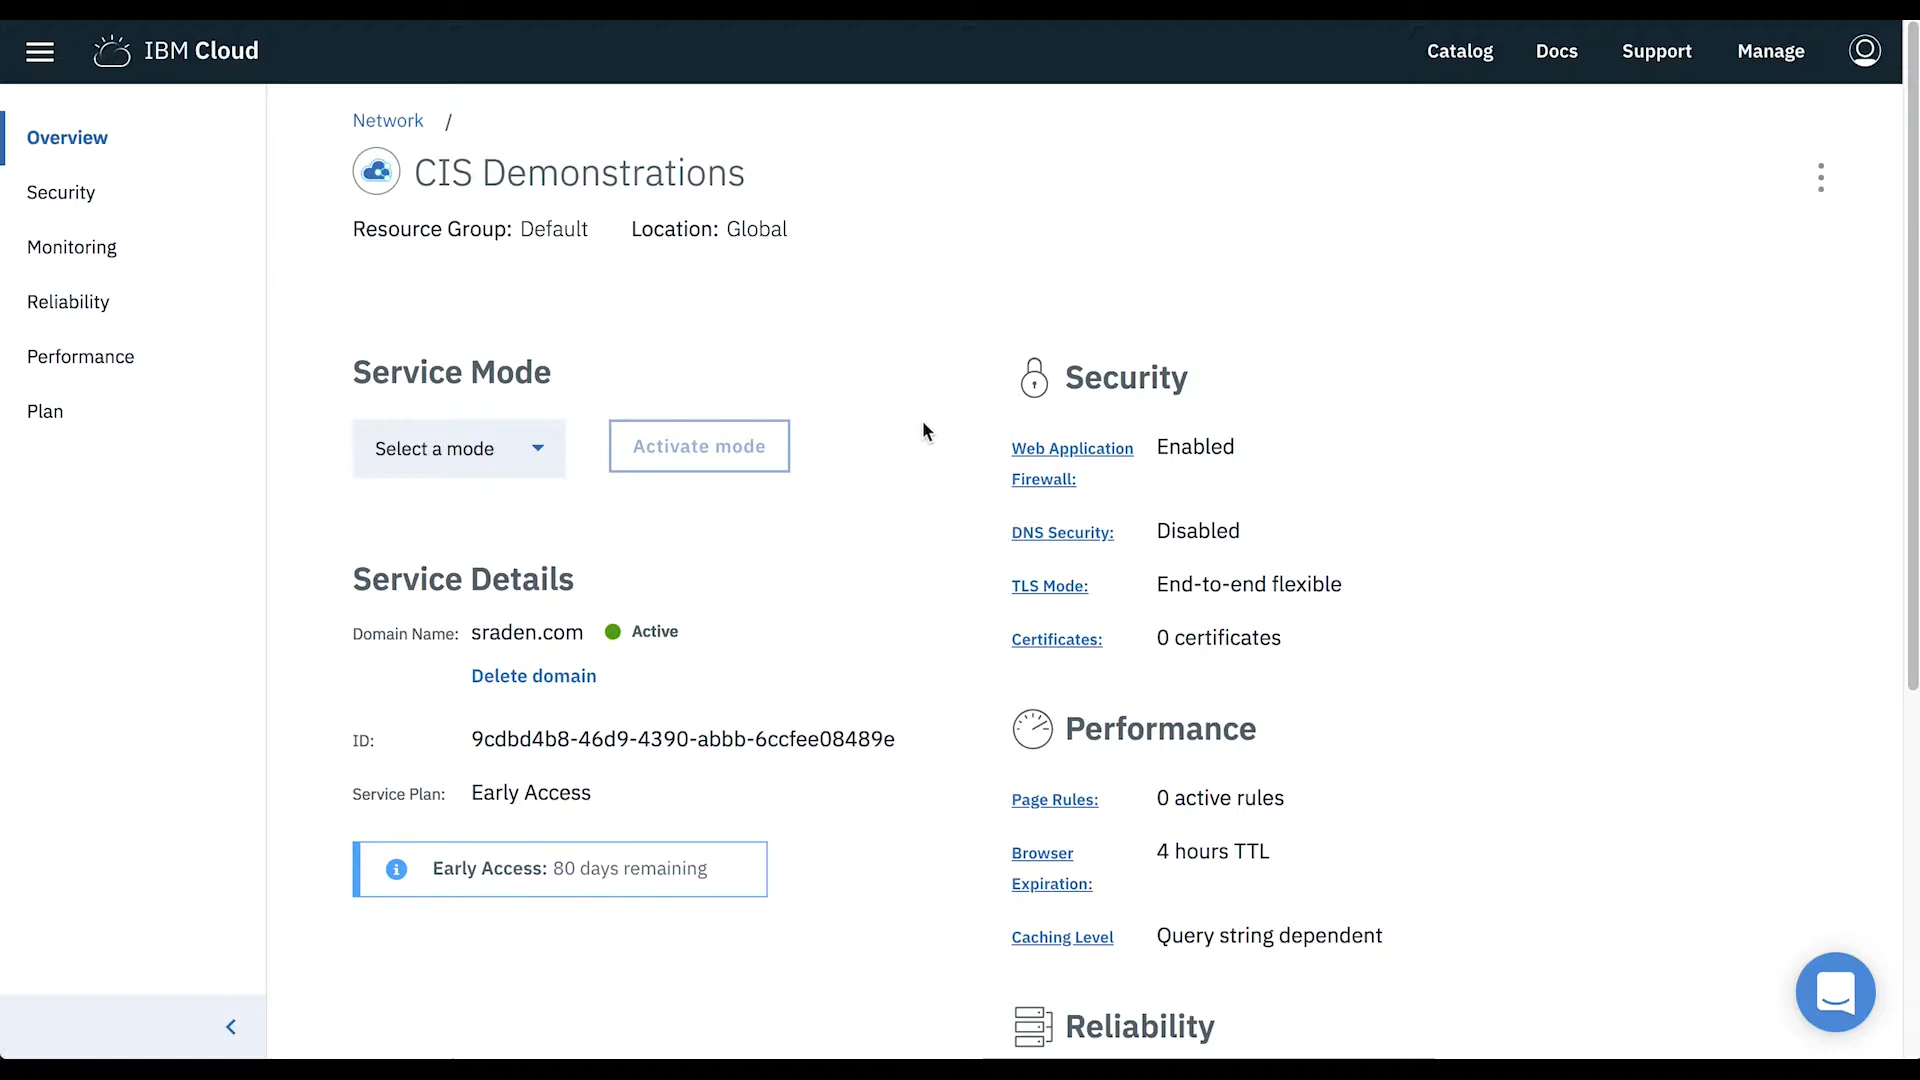 IBM Cloud
Catalog
Docs
Support
Manage
Overview
Security
Monitoring
Reliability
Performance
Plan
Network /
CIS Demonstrations
Resource Group: Default Location: Global
Service Mode
Select a mode
Activate mode
Service Details
Domain Name: sraden.com Active
Delete domain
ID: 9cdbd4b8-46d9-4390-abbb-6ccfee08489e
Service Plan: Early Access
Early Access: 80 days remaining
Security
Web Application Enabled
Firewall:
DNS Security: Disabled
TLS Mode: End-to-end flexible
Certificates: 0 certificates
Performance
Page Rules: 0 active rules
Browser 4 hours TTL
Expiration:
Caching Level Query string dependent
Reliability